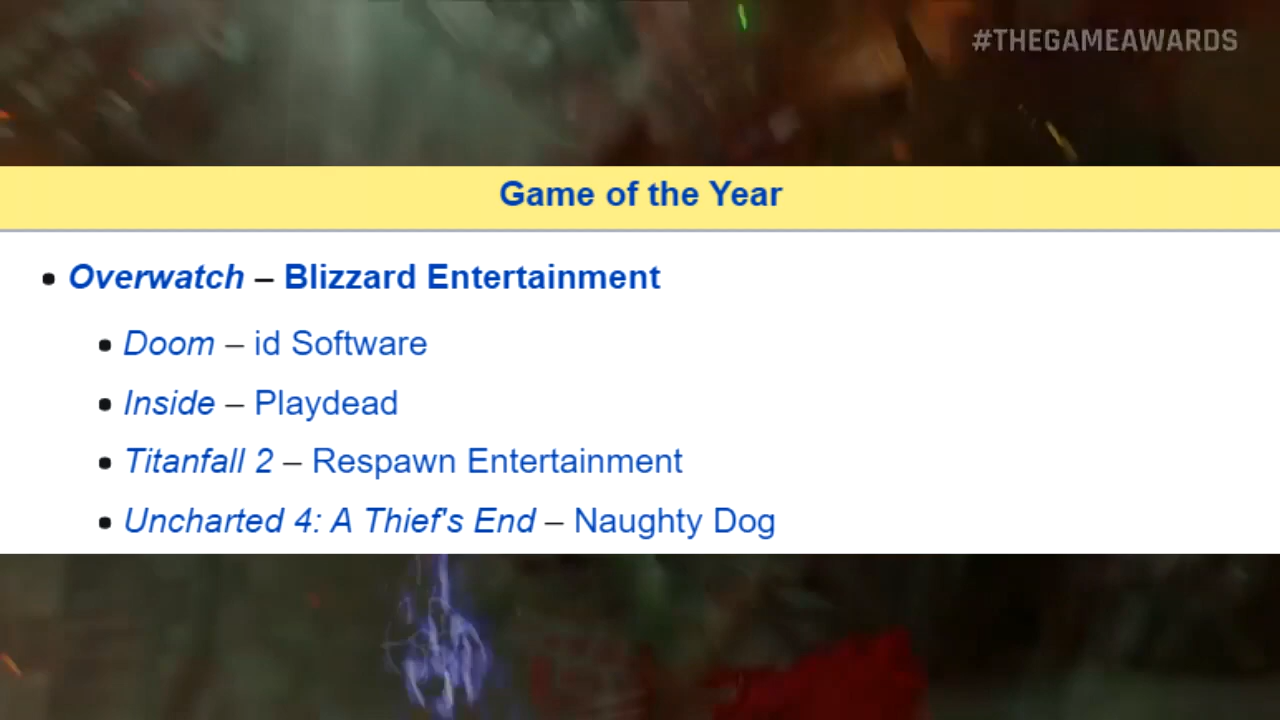 #THEGAMEAWARDS
Game of the Year
• Overwatch – Blizzard Entertainment
• Doom – id Software
• Inside – Playdead
• Titanfall 2 – Respawn Entertainment
• Uncharted 4: A Thief's End – Naughty Dog